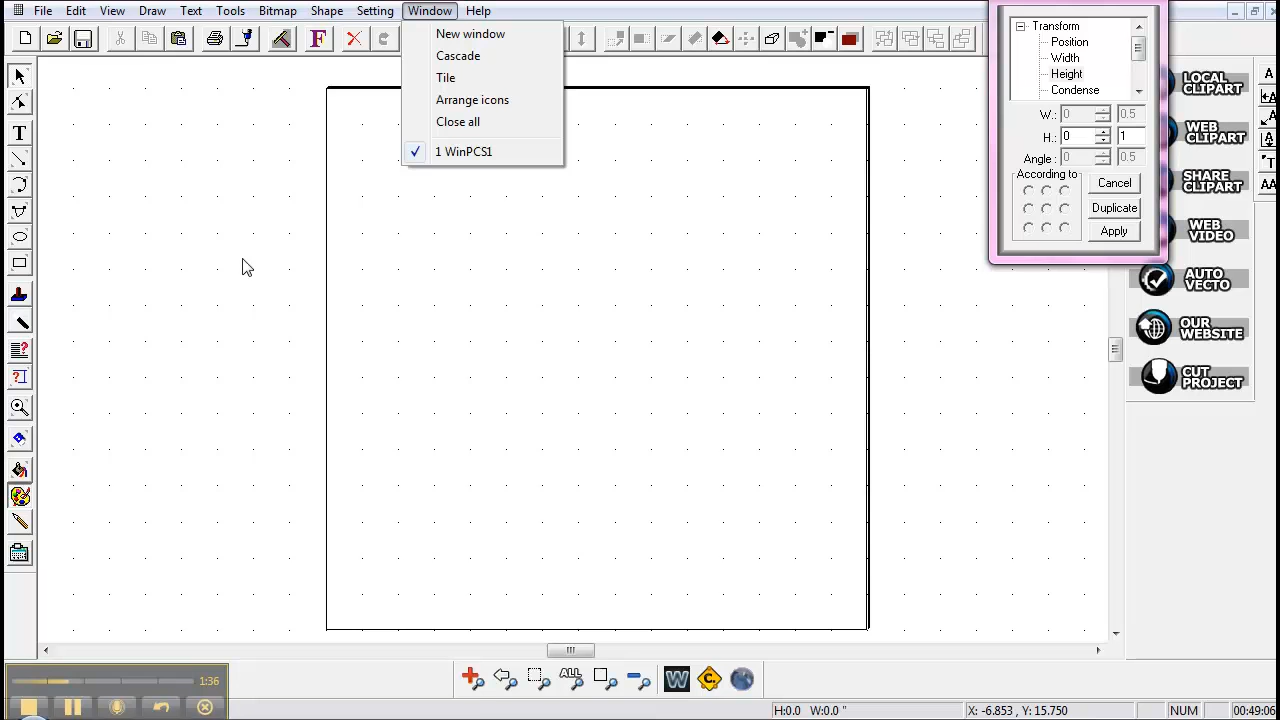 File Edit View Draw Text Tools Bitmap Shape Setting Window Help
New window
Cascade
Tile
Arrange icons
Close all
1 WinPCS1
Transform
Position
Width
Height
Condense
W.: 0 0.5
H.: 0 1
Angle : 0 0.5
According to
Cancel
Duplicate
Apply
LOCAL
CLIPART
WEB
CLIPART
SHARE
CLIPART
WEB
VIDEO
AUTO
VECTO
OUR
WEBSITE
CUT
PROJECT
A
A
A
A
T
AA
F
T
ALL
W
C.
1:36
H:0.0 W:0.0 "
X: -6.853 , Y: 15.750
NUM
00:49:06